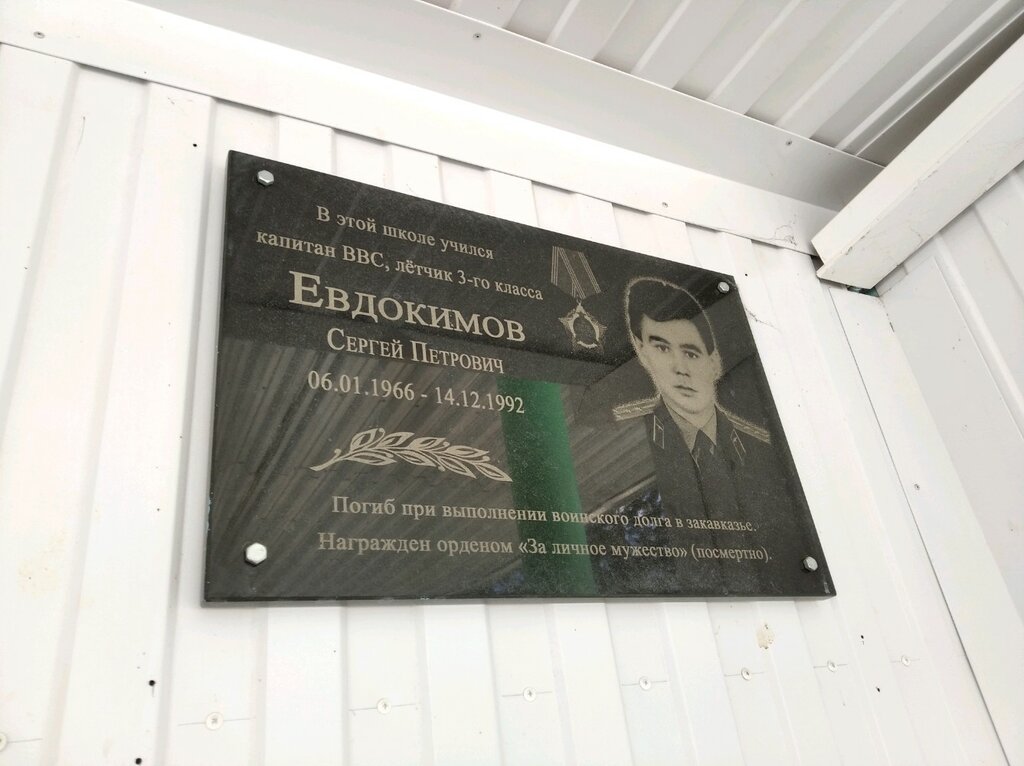 В этой школе учился
капитан ВВС, лётчик 3-го класса
ЕВДОКИМОВ
СЕРГЕЙ ПЕТРОВИЧ
06.01.1966 - 14.12.1992
Погиб при выполнении воинского долга в закавказье.
Награжден орденом «За личное мужество» (посмертно).